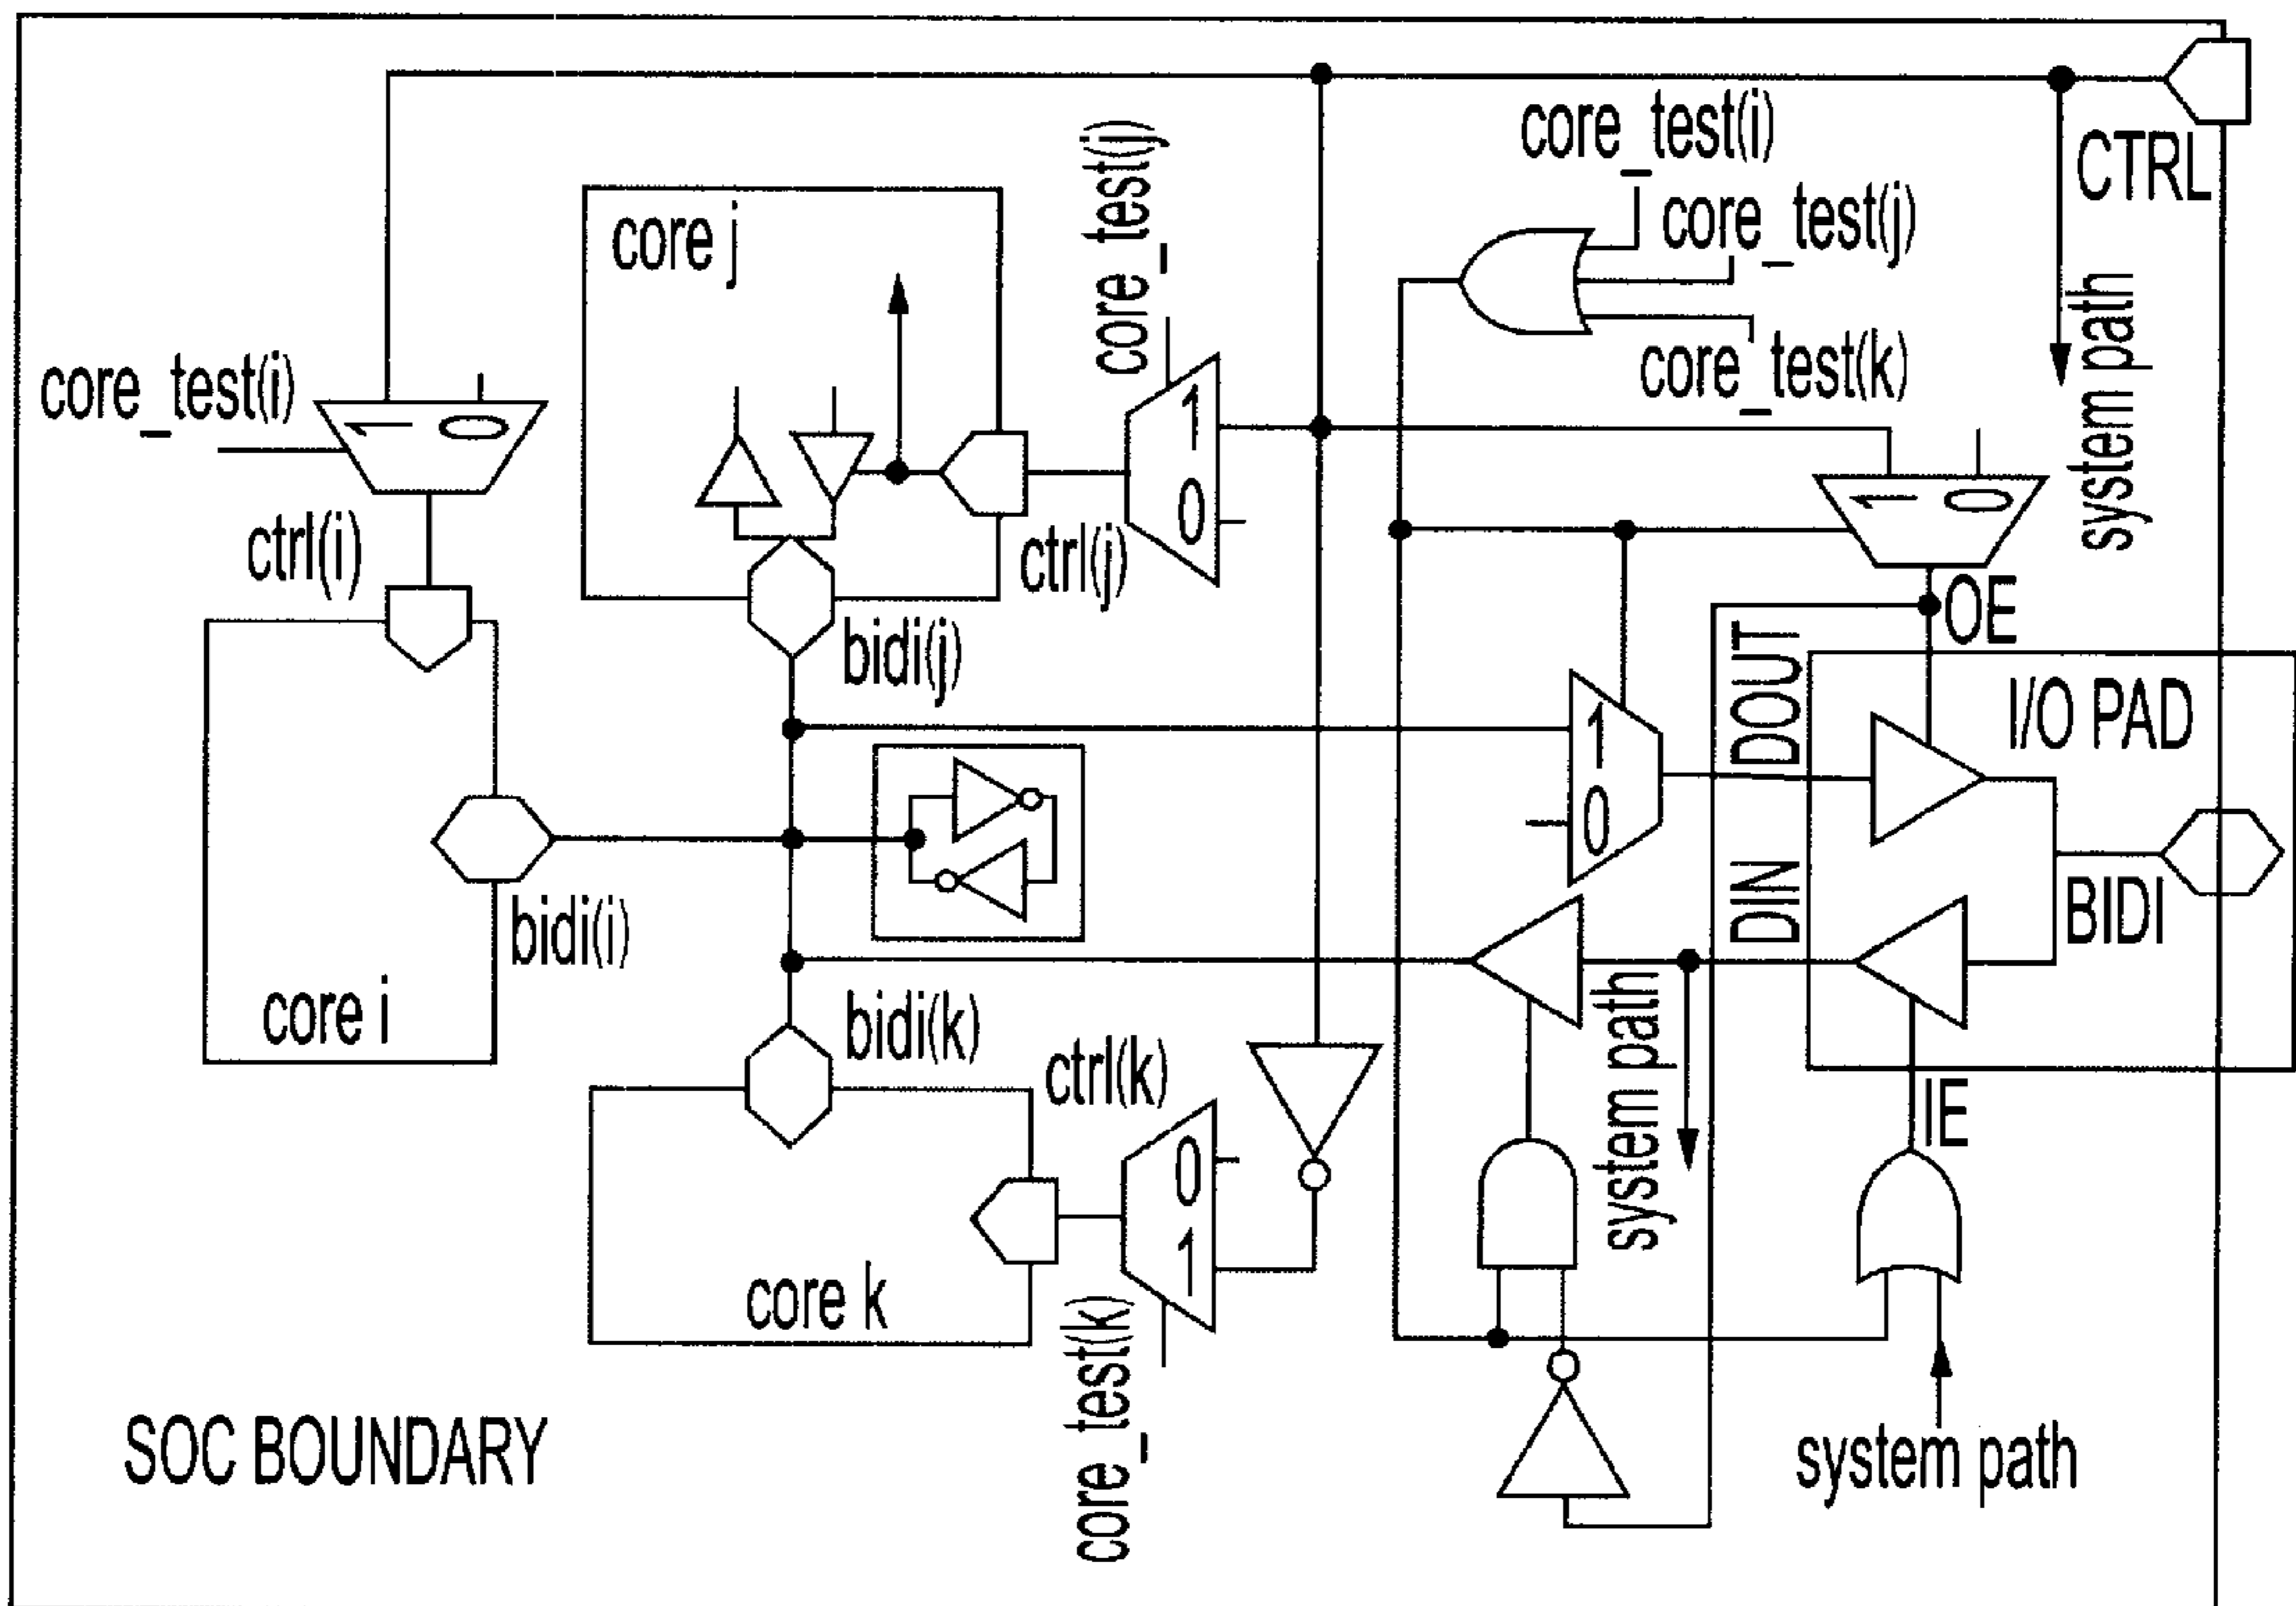 CTRL
core_test(i)
core_test(j)
core_test(k)
system path
core_test(j)
core j
core_test(i)
1 0
1
0
ctrl(j)
1 0
OE
ctrl(i)
bidi(j)
DOUT
I/O PAD
1
0
DIN
BIDI
bidi(i)
core i
bidi(k)
ctrl(k)
system path
IE
0
1
core k
core_test(k)
SOC BOUNDARY
system path